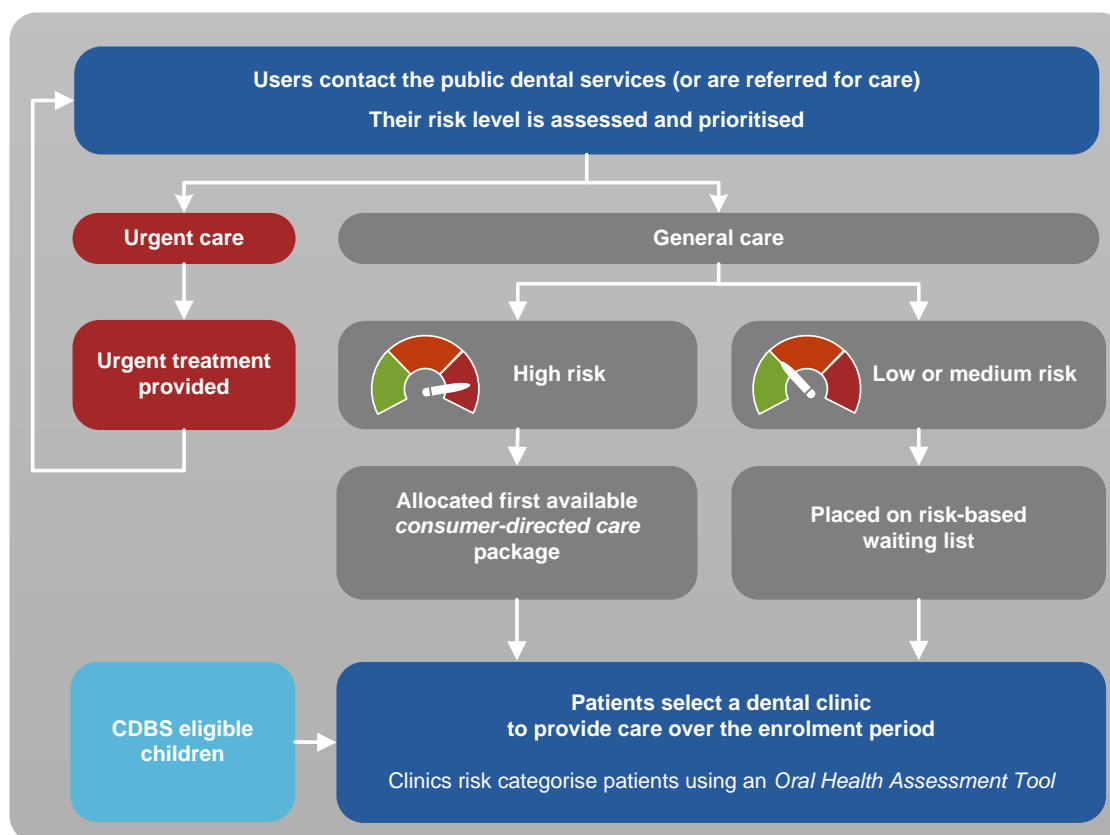 Users contact the public dental services (or are referred for care)
Their risk level is assessed and prioritised
Urgent care
General care
Urgent treatment
provided
High risk
Low or medium risk
Allocated first available
consumer-directed care
package
Placed on risk-based
waiting list
CDBS eligible
children
Patients select a dental clinic
to provide care over the enrolment period
Clinics risk categorise patients using an Oral Health Assessment Tool